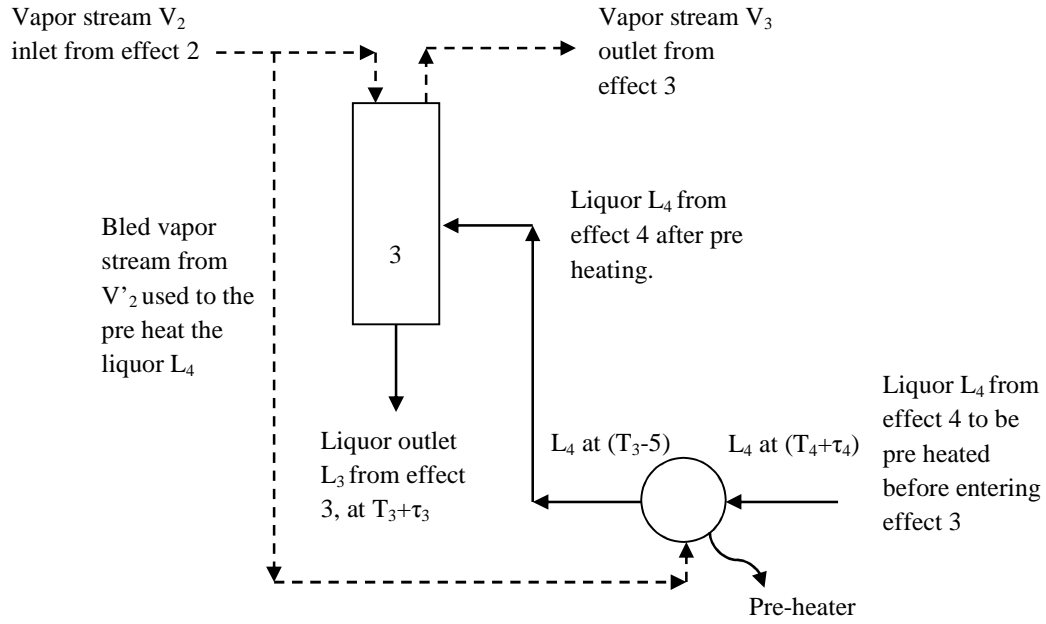 Vapor stream V₂
inlet from effect 2
Vapor stream V₃
outlet from
effect 3
Bled vapor
stream from
V’₂ used to the
pre heat the
liquor L₄
3
Liquor L₄ from
effect 4 after pre
heating.
Liquor outlet
L₃ from effect
3, at T₃+τ₃
L₄ at (T₃-5)
L₄ at (T₄+τ₄)
Liquor L₄ from
effect 4 to be
pre heated
before entering
effect 3
Pre-heater